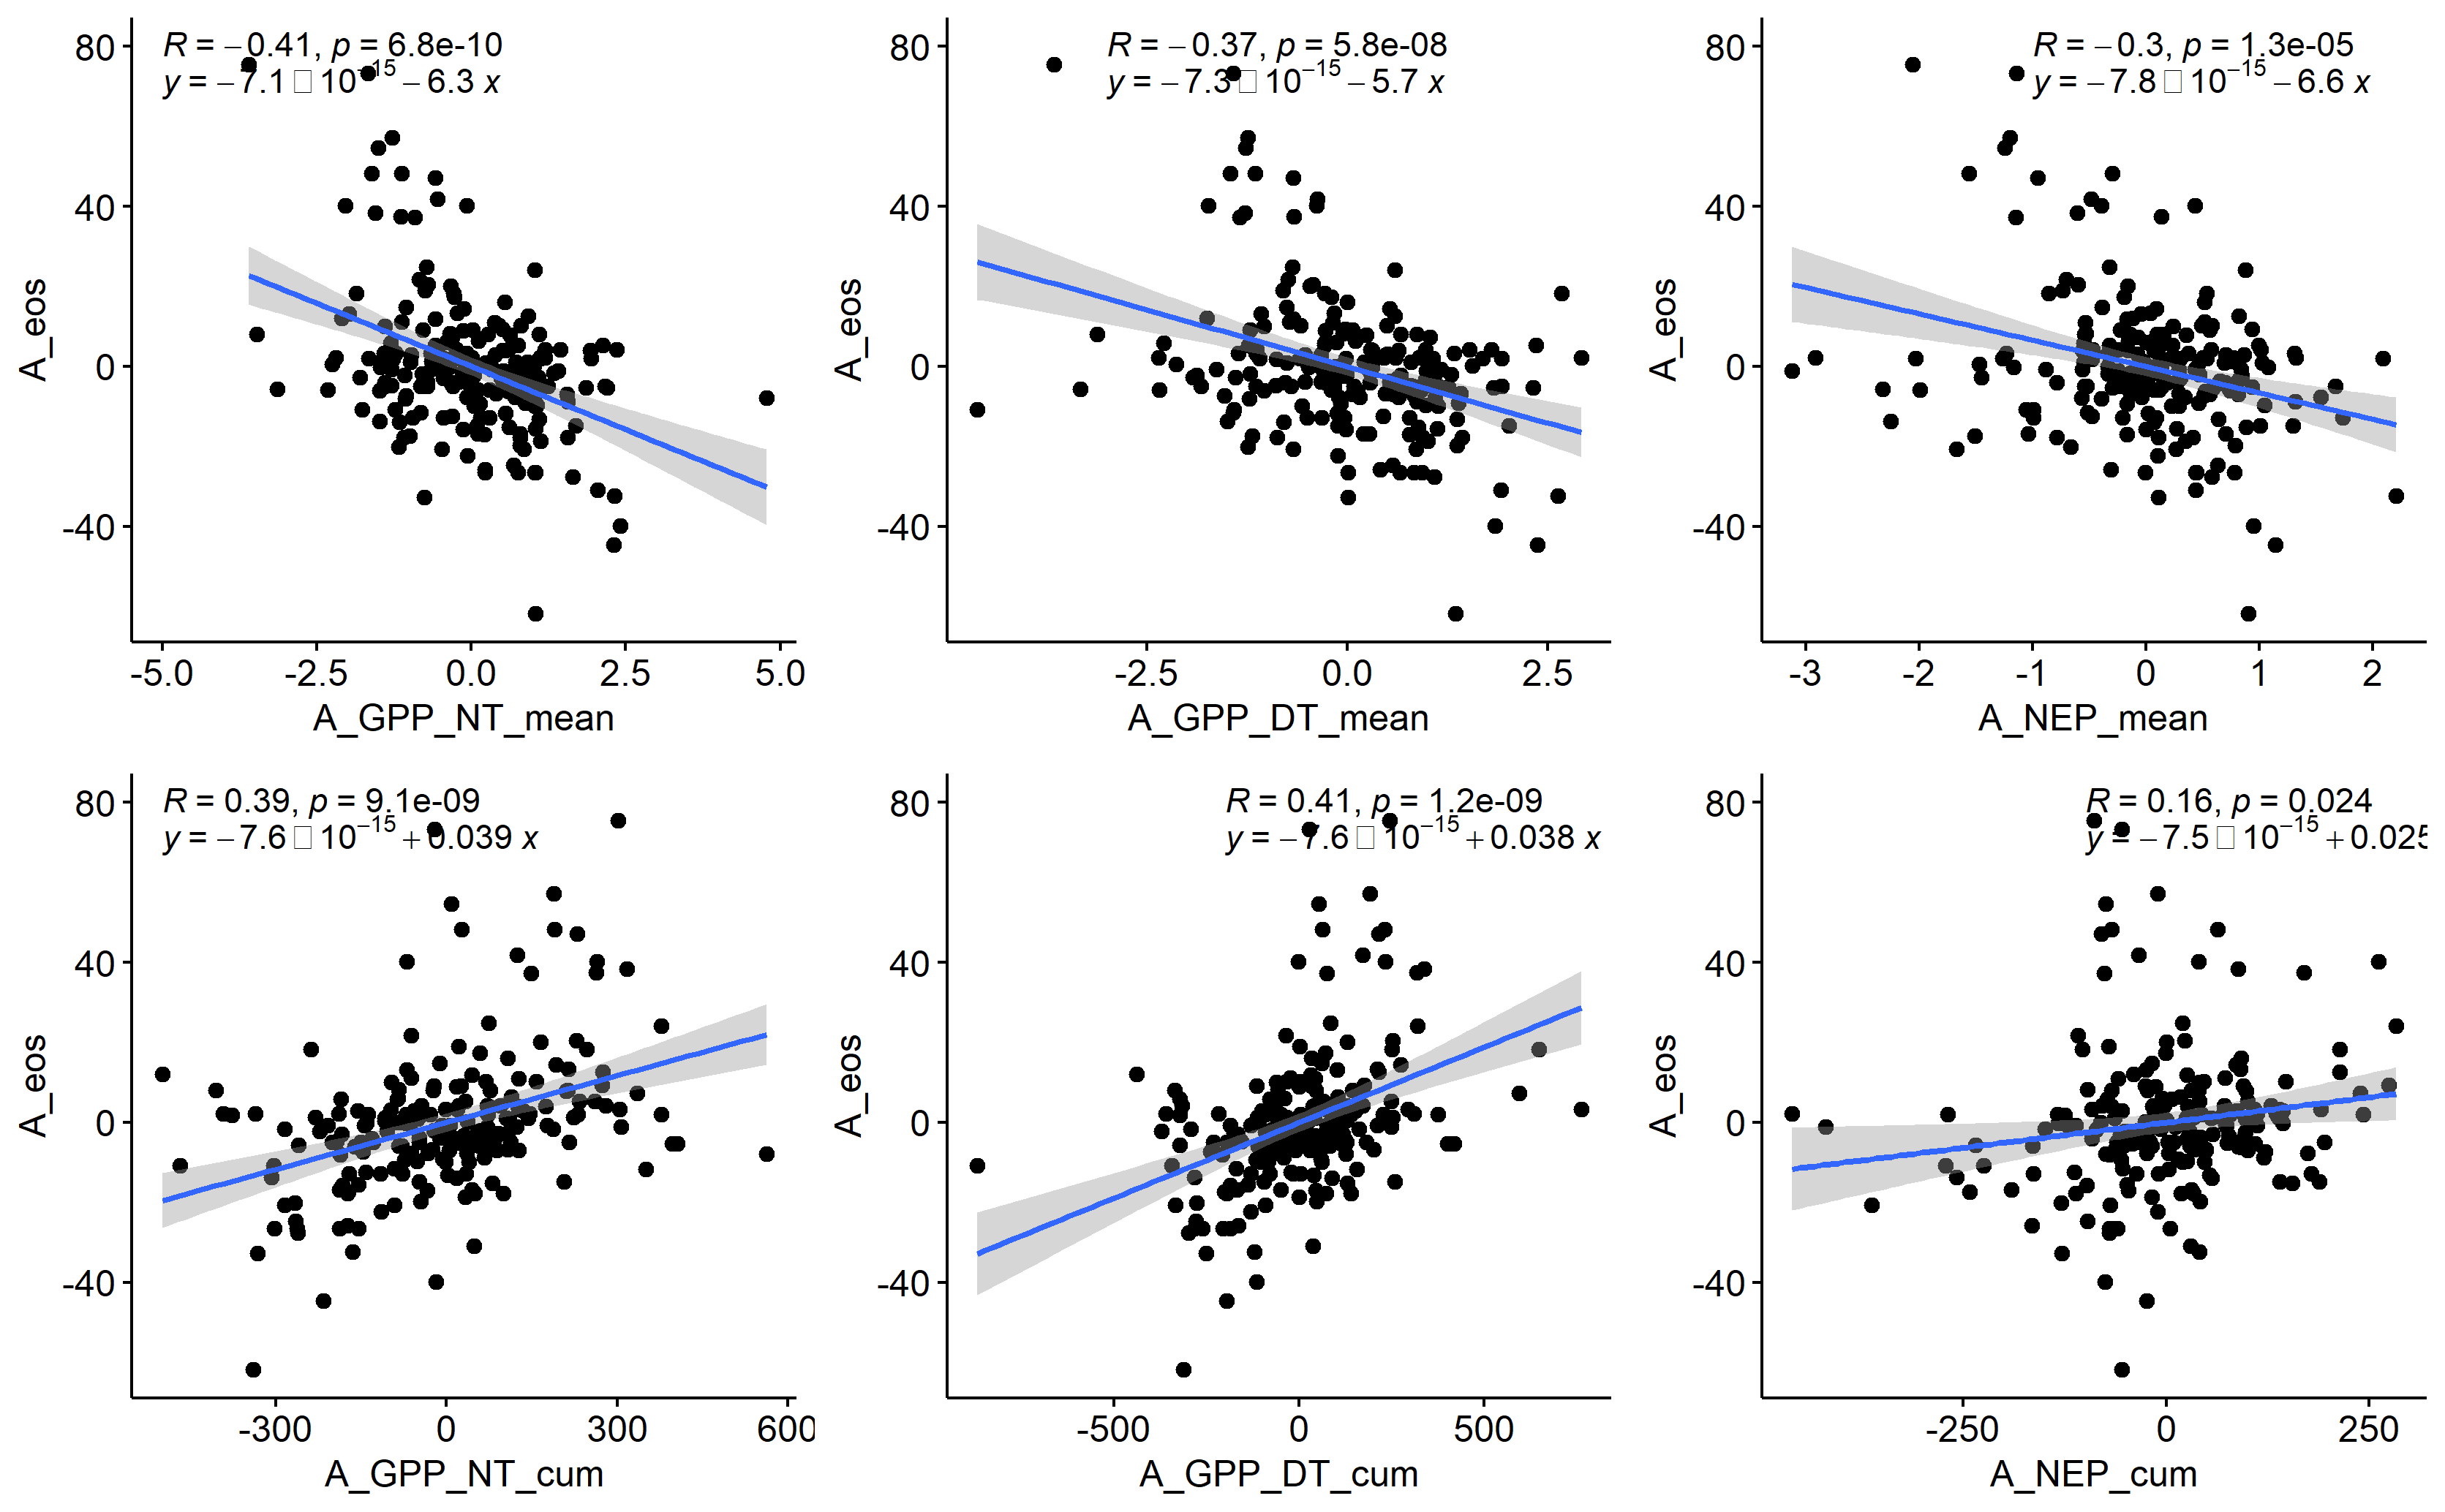 R = −0.41, p = 6.8e-10
y = −7.1□10⁻¹⁵ − 6.3 x
80
40
0
-40
A_eos
-5.0 -2.5 0.0 2.5 5.0
A_GPP_NT_mean
R = −0.37, p = 5.8e-08
y = −7.3□10⁻¹⁵ − 5.7 x
80
40
0
-40
A_eos
-2.5 0.0 2.5
A_GPP_DT_mean
R = −0.3, p = 1.3e-05
y = −7.8□10⁻¹⁵ − 6.6 x
80
40
0
-40
A_eos
-3 -2 -1 0 1 2
A_NEP_mean
R = 0.39, p = 9.1e-09
y = −7.6□10⁻¹⁵ + 0.039 x
80
40
0
-40
A_eos
-300 0 300 600
A_GPP_NT_cum
R = 0.41, p = 1.2e-09
y = −7.6□10⁻¹⁵ + 0.038 x
80
40
0
-40
A_eos
-500 0 500
A_GPP_DT_cum
R = 0.16, p = 0.024
y = −7.5□10⁻¹⁵ + 0.025
80
40
0
-40
A_eos
-250 0 250
A_NEP_cum